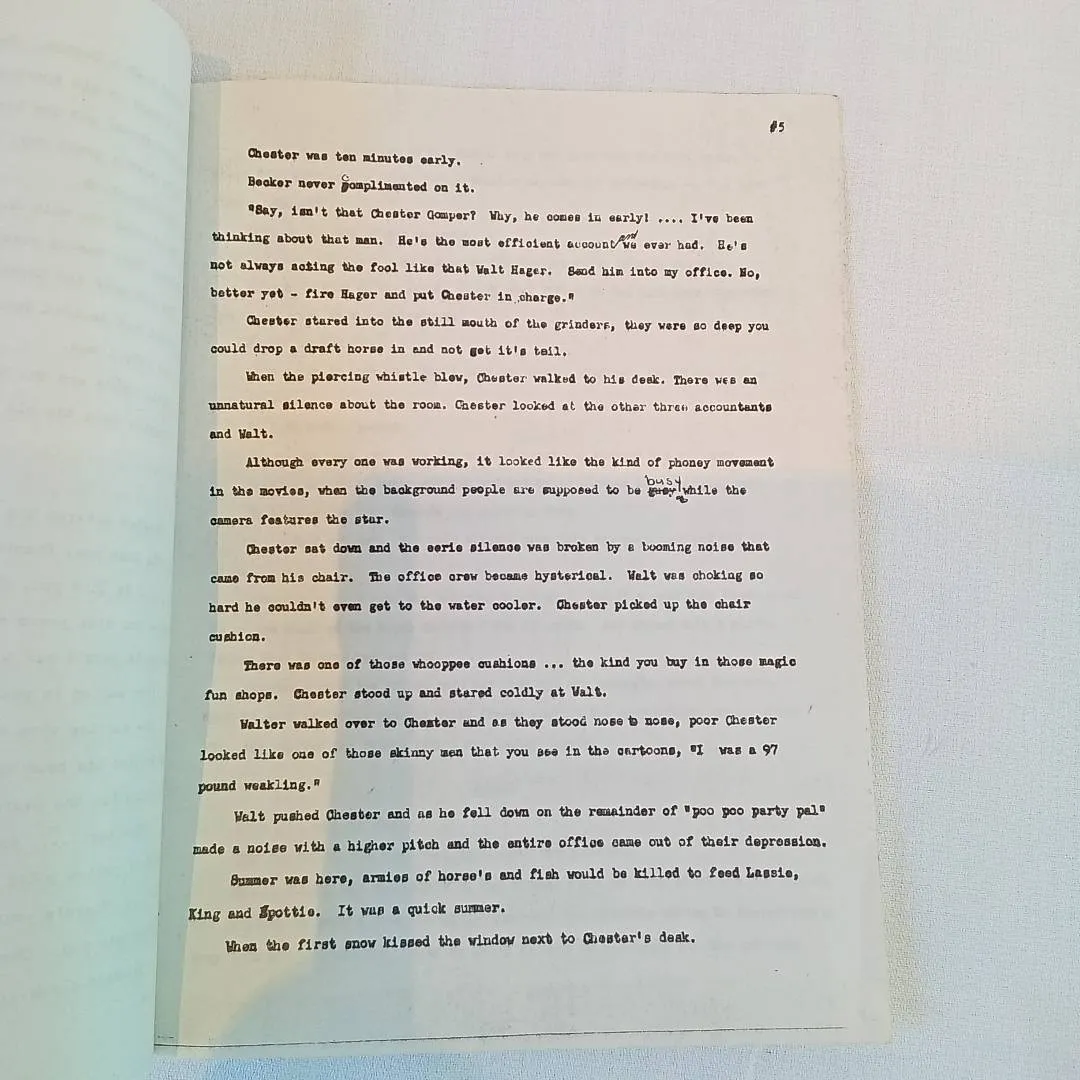 #5
Chester was ten minutes early.
Becker never complimented on it.
"Say, isn't that Chester Gomper? Why, he comes in early! .... I've been
thinking about that man. He's the most efficient account and we ever had. He's
not always acting the fool like that Walt Hager. Send him into my office. No,
better yet - fire Hager and put Chester in charge."
Chester stared into the still mouth of the grinders, they were so deep you
could drop a draft horse in and not get it's tail.
When the piercing whistle blew, Chester walked to his desk. There was an
unnatural silence about the room. Chester looked at the other three accountants
and Walt.
Although every one was working, it looked like the kind of phoney movement
in the movies, when the background people are supposed to be busy while the
camera features the star.
Chester sat down and the eerie silence was broken by a booming noise that
came from his chair. The office crew became hysterical. Walt was choking so
hard he couldn't even get to the water cooler. Chester picked up the chair
cushion.
There was one of those whooppee cushions ... the kind you buy in those magic
fun shops. Chester stood up and stared coldly at Walt.
Walter walked over to Chester and as they stood nose to nose, poor Chester
looked like one of those skinny men that you see in the cartoons, "I was a 97
pound weakling."
Walt pushed Chester and as he fell down on the remainder of "poo poo party pal"
made a noise with a higher pitch and the entire office came out of their depression.
Summer was here, armies of horse's and fish would be killed to feed Lassie,
King and Spottie. It was a quick summer.
When the first snow kissed the window next to Chester's desk.